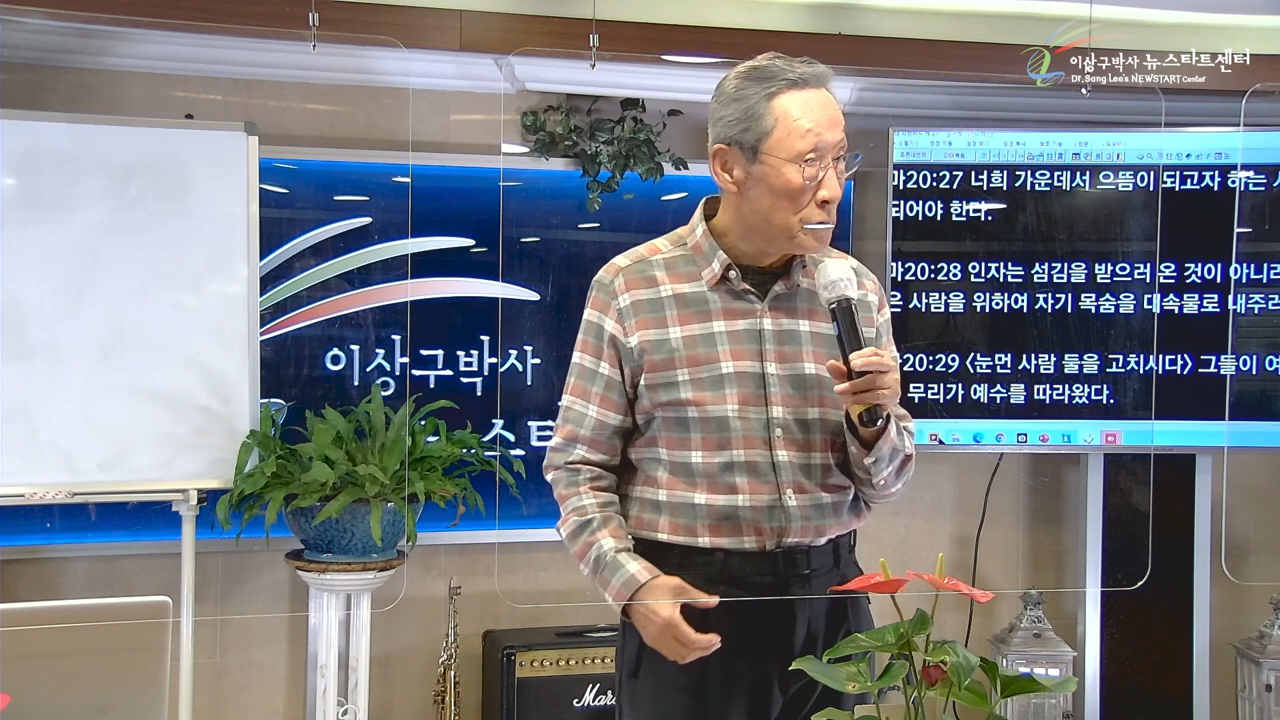 이상구박사 뉴스타트센터
Dr. Sang Lee's NEWSTART Center
마20:27 너희 가운데서 으뜸이 되고자 하는
되어야 한다.
마20:28 인자는 섬김을 받으러 온 것이 아니라
은 사람을 위하여 자기 목숨을 대속물로 내주러
20:29 〈눈먼 사람 둘을 고치시다〉 그들이 여
무리가 예수를 따라왔다.
이상구박사
스타
Mar